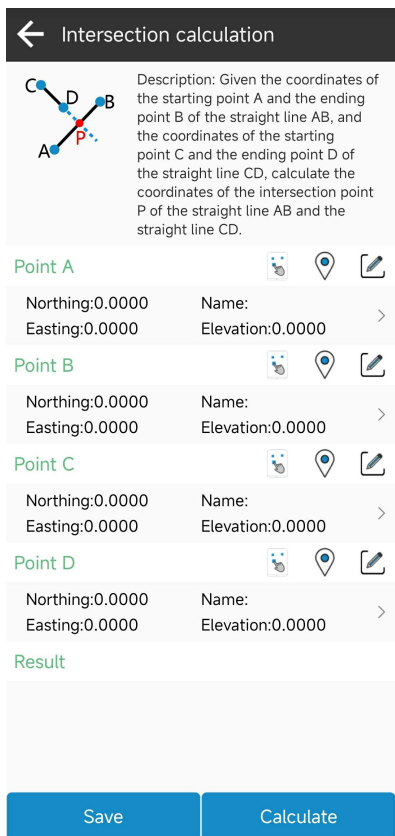 Intersection calculation
C
D
B
P
A
Description: Given the coordinates of
the starting point A and the ending
point B of the straight line AB, and
the coordinates of the starting
point C and the ending point D of
the straight line CD, calculate the
coordinates of the intersection point
P of the straight line AB and the
straight line CD.
Point A
Northing:0.0000 Name:
Easting:0.0000 Elevation:0.0000
Point B
Northing:0.0000 Name:
Easting:0.0000 Elevation:0.0000
Point C
Northing:0.0000 Name:
Easting:0.0000 Elevation:0.0000
Point D
Northing:0.0000 Name:
Easting:0.0000 Elevation:0.0000
Result
Save Calculate